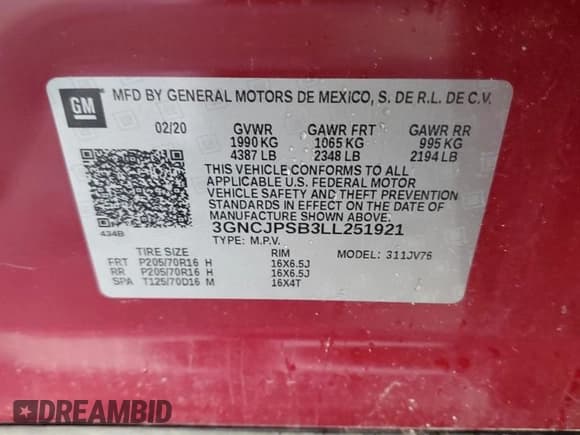 GM
MFD BY GENERAL MOTORS DE MEXICO, S. DE R.L. DE C.V.
02/20 GVWR GAWR FRT GAWR RR
1990 KG 1065 KG 995 KG
4387 LB 2348 LB 2194 LB
THIS VEHICLE CONFORMS TO ALL
APPLICABLE U.S. FEDERAL MOTOR
VEHICLE SAFETY AND THEFT PREVENTION
STANDARDS IN EFFECT ON THE DATE OF
MANUFACTURE SHOWN ABOVE.
434B
3GNCJPSB3LL251921
TYPE: M.P.V.
TIRE SIZE RIM MODEL: 311JV76
FRT P205/70R16 H 16X6.5J
RR P205/70R16 H 16X6.5J
SPA T125/70D16 M 16X4T
DREAMBID